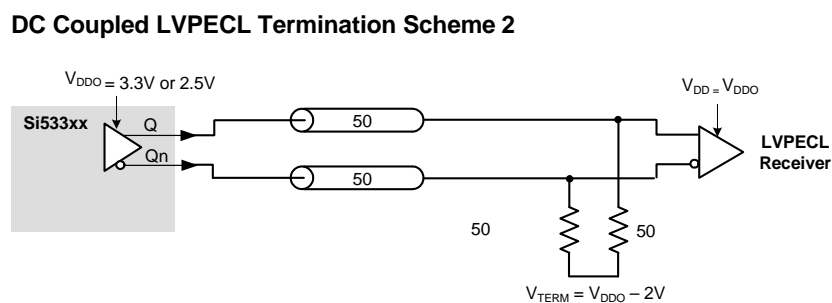 DC Coupled LVPECL Termination Scheme 2
VDDO = 3.3V or 2.5V
VDD = VDDO
Si533xx
Q
50
LVPECL
Receiver
Qn
50
50
50
VTERM = VDDO – 2V